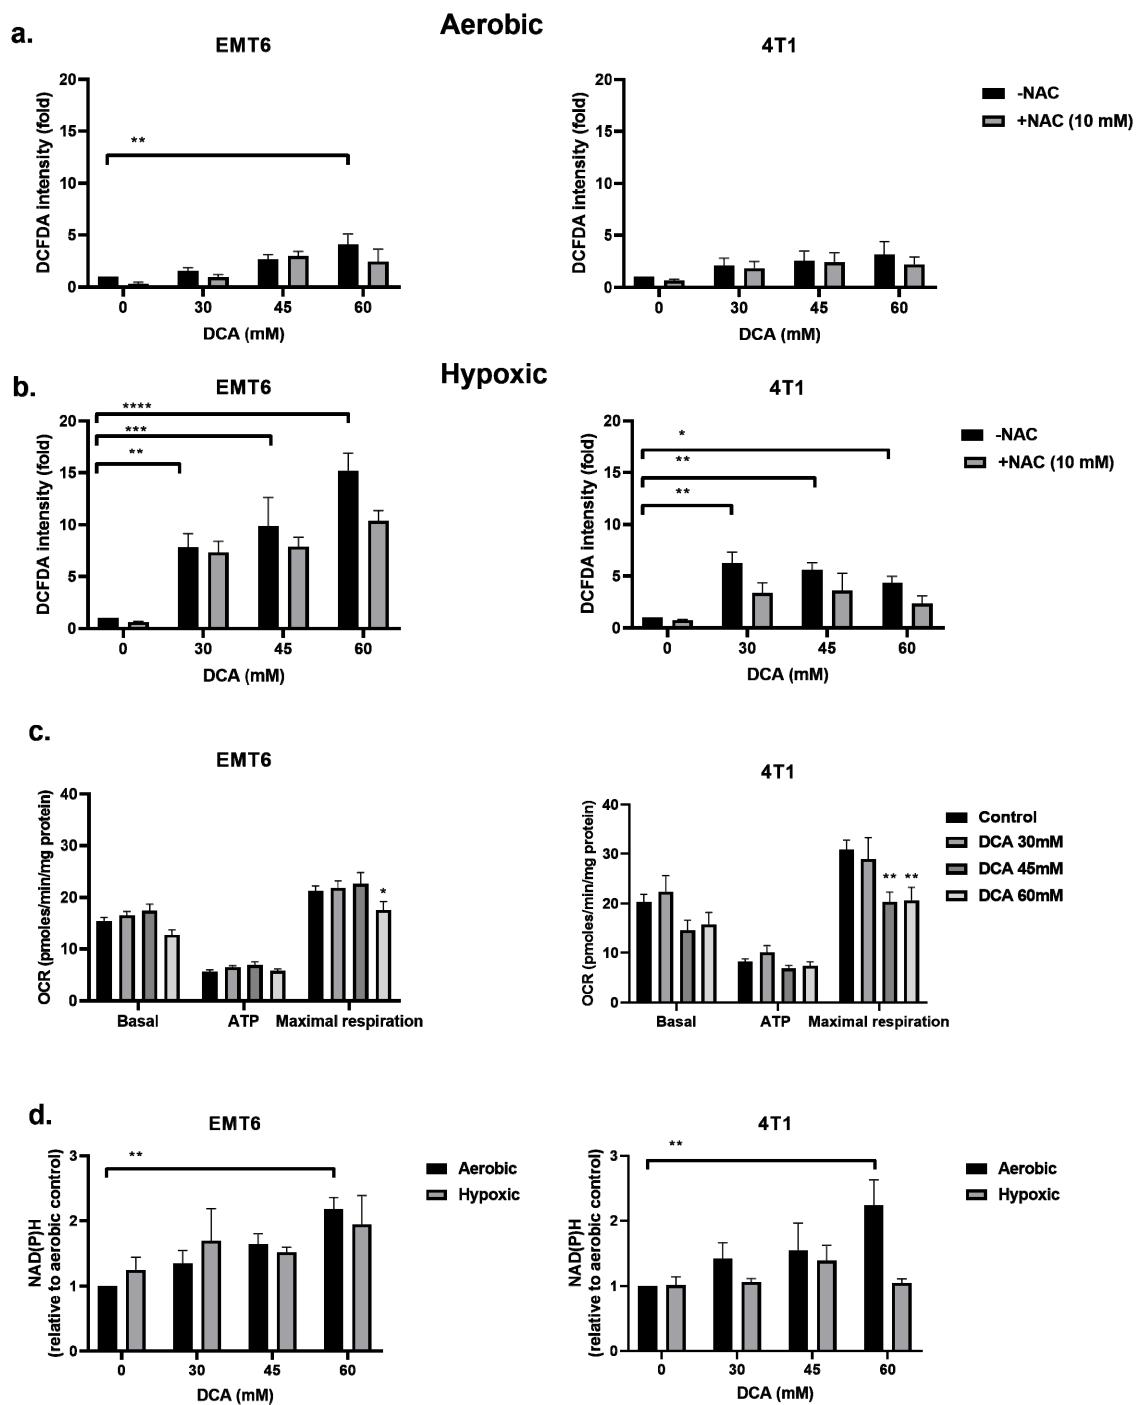 a.
Aerobic
EMT6
DCFDA intensity (fold)
20
15
10
5
0
**
0 30 45 60
DCA (mM)
4T1
DCFDA intensity (fold)
20
15
10
5
0
0 30 45 60
DCA (mM)
-NAC
+NAC (10 mM)
b.
Hypoxic
EMT6
DCFDA intensity (fold)
20
15
10
5
0
****
***
**
0 30 45 60
DCA (mM)
4T1
DCFDA intensity (fold)
20
15
10
5
0
*
**
**
0 30 45 60
DCA (mM)
-NAC
+NAC (10 mM)
c.
EMT6
OCR (pmoles/min/mg protein)
40
30
20
10
0
*
Basal ATP Maximal respiration
4T1
OCR (pmoles/min/mg protein)
40
30
20
10
0
** **
Basal ATP Maximal respiration
Control
DCA 30mM
DCA 45mM
DCA 60mM
d.
EMT6
NAD(P)H
(relative to aerobic control)
3
2
1
0
**
0 30 45 60
DCA (mM)
Aerobic
Hypoxic
4T1
NAD(P)H
(relative to aerobic control)
3
2
1
0
**
0 30 45 60
DCA (mM)
Aerobic
Hypoxic